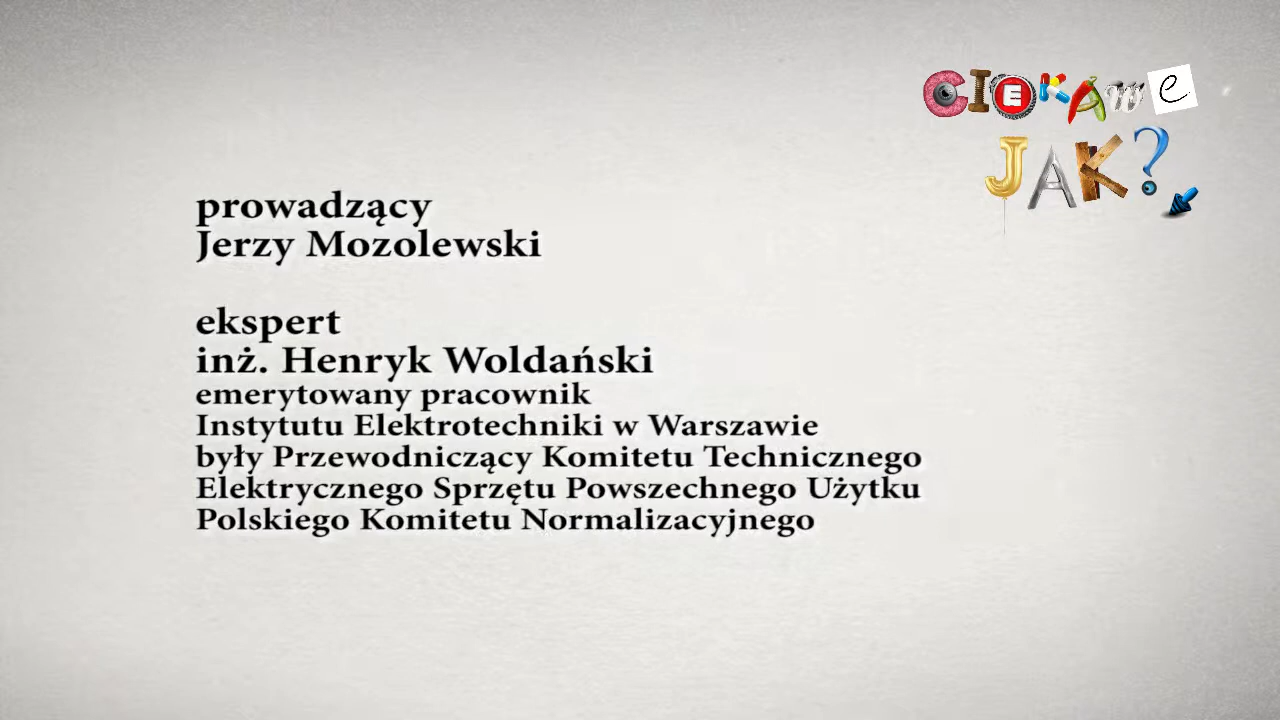 CIEKAWe
JAK?
prowadzący
Jerzy Mozolewski
ekspert
inż. Henryk Woldański
emerytowany pracownik
Instytutu Elektrotechniki w Warszawie
były Przewodniczący Komitetu Technicznego
Elektrycznego Sprzętu Powszechnego Użytku
Polskiego Komitetu Normalizacyjnego